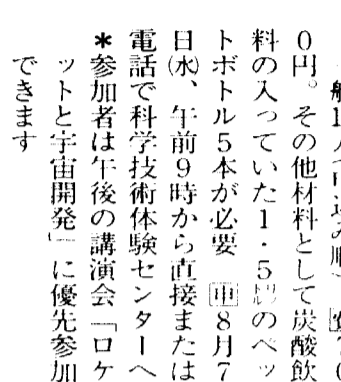 0円。その他材料として炭酸飲
料の入っていた1・5㍑のペッ
トボトル5本が必要 申8月7
日㈬、午前9時から直接または
電話で科学技術体験センターへ
＊参加者は午後の講演会「ロケ
ットと宇宙開発」に優先参加
できます